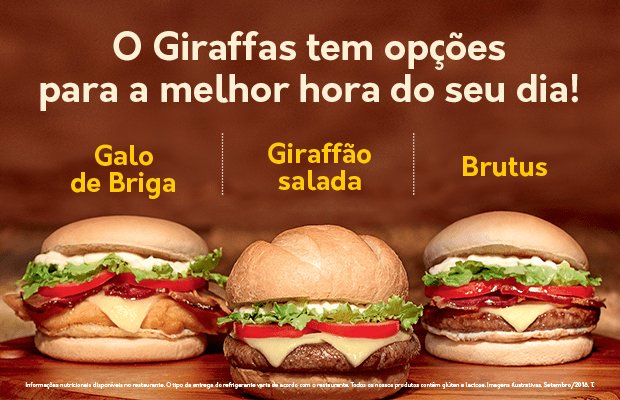 O Giraffas tem opções
para a melhor hora do seu dia!
Galo
de Briga
Giraffão
salada
Brutus
Informações nutricionais disponíveis no restaurante. O tipo de entrega do refrigerante varia de acordo com o restaurante. Todos os nossos produtos contêm glúten e lactose. Imagens ilustrativas. Setembro/2016. T.